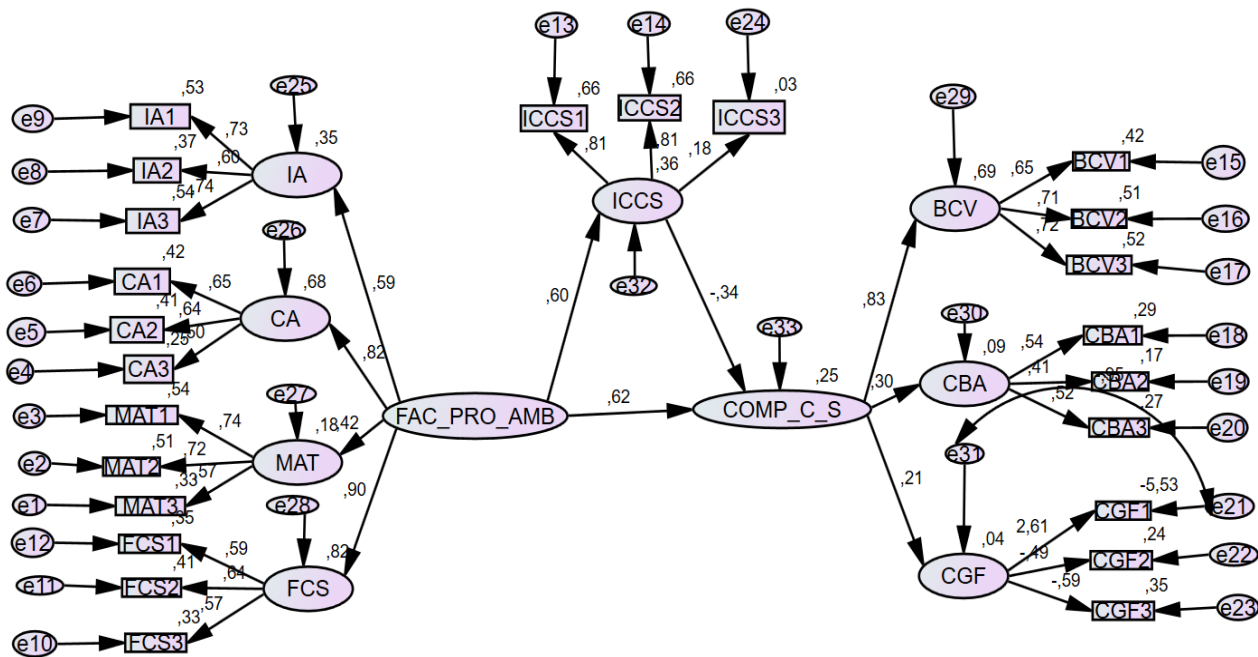 e13
e14
e24
,66
ICCS1
,66
ICCS2
,03
ICCS3
,81
,81
,18
,36
ICCS
e32
,60
-,34
e25
e9
,53
IA1
,73
,35
e8
,37
IA2
,60
IA
e7
,54
IA3
,74
,59
e26
e6
,42
CA1
,65
,68
e5
,41
CA2
,64
CA
e4
,25
CA3
,50
,82
e27
e3
,54
MAT1
,74
,18
,42
e2
,51
MAT2
,72
MAT
e1
,33
MAT3
,57
,90
e28
e12
,35
FCS1
,59
,82
e11
,41
FCS2
,64
FCS
e10
,33
FCS3
,57
FAC_PRO_AMB
,62
e33
,25
COMP_C_S
,83
,30
,21
e29
,69
BCV
,65
,42
BCV1
e15
,71
,51
BCV2
e16
,72
,52
BCV3
e17
e30
,09
CBA
,54
,29
CBA1
e18
,41
,17
CBA2
e19
,52
,27
CBA3
e20
e31
,04
CGF
2,61
-5,53
CGF1
e21
-,49
,24
CGF2
e22
-,59
,35
CGF3
e23